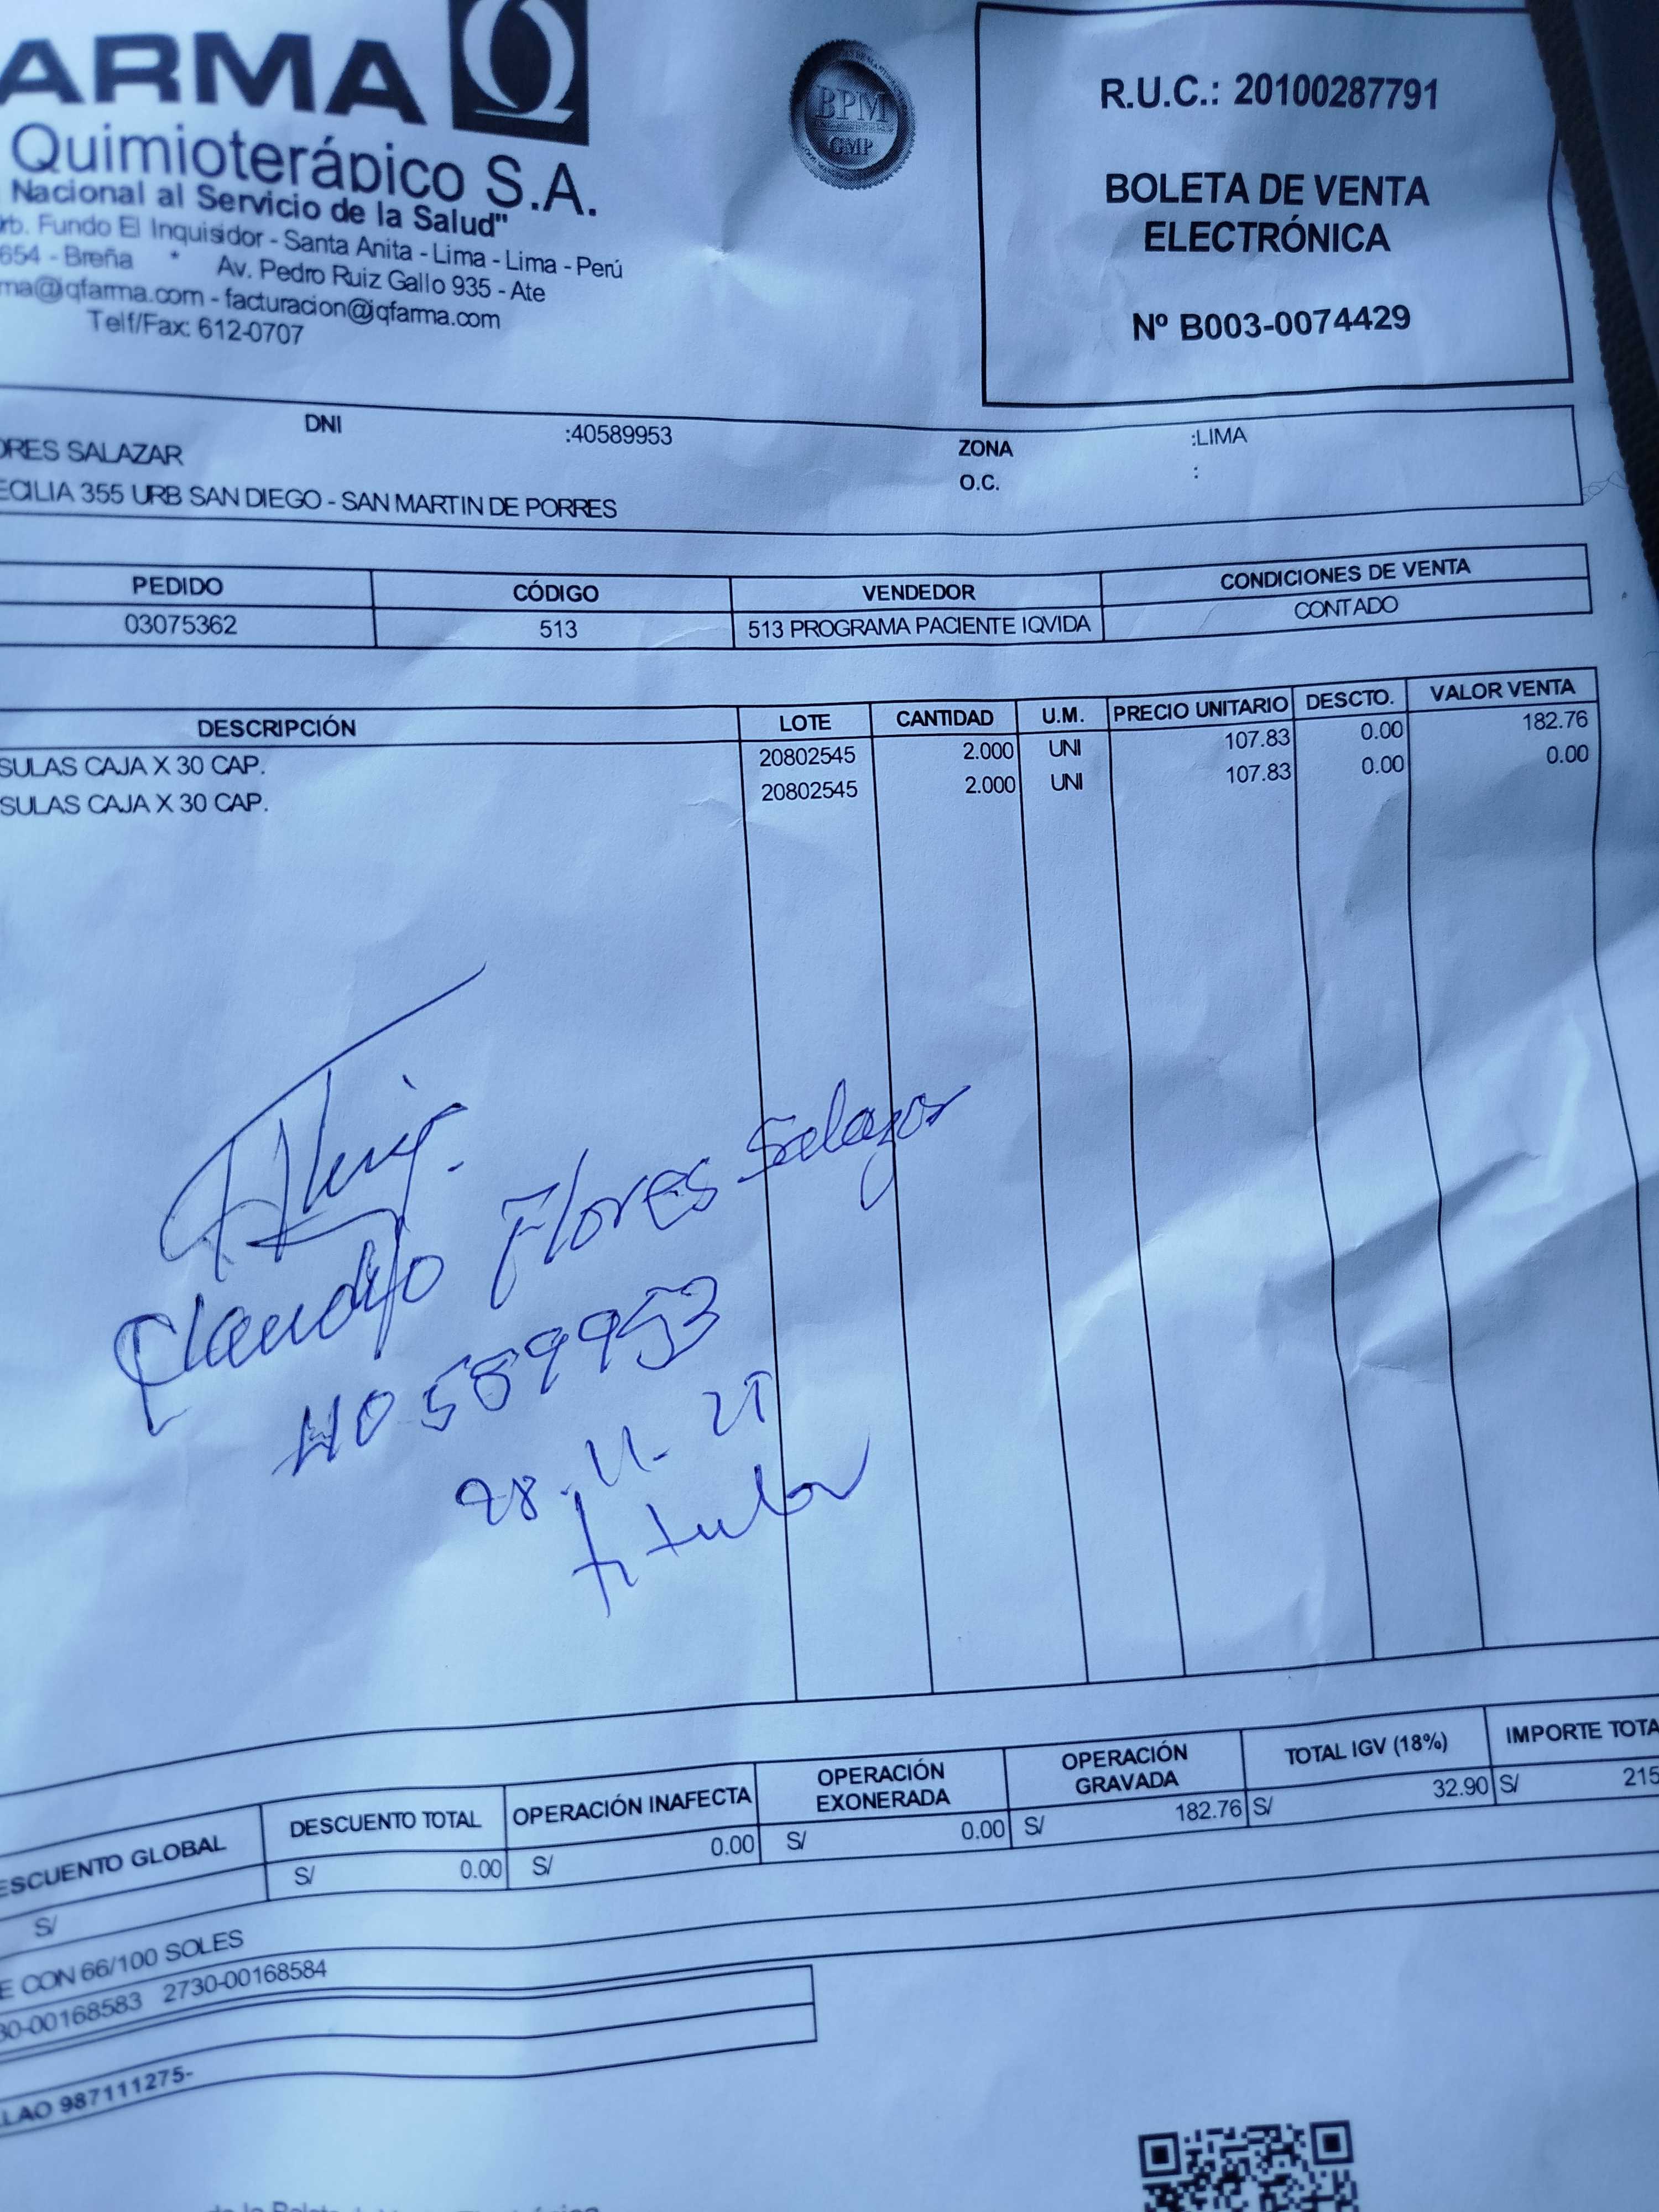 ARMA
Quimioterápico S.A.
Nacional al Servicio de la Salud"
rb. Fundo El Inquisidor - Santa Anita - Lima - Lima - Perú
654 - Breña * Av. Pedro Ruiz Gallo 935 - Ate
ma@iqfarma.com - facturacion@iqfarma.com
Telf/Fax: 612-0707
BPM
GMP
R.U.C.: 20100287791
BOLETA DE VENTA
ELECTRÓNICA
Nº B003-0074429
DNI :40589953
ZONA :LIMA
ORES SALAZAR
O.C. :
ECILIA 355 URB SAN DIEGO - SAN MARTIN DE PORRES
PEDIDO CÓDIGO VENDEDOR CONDICIONES DE VENTA
03075362 513 513 PROGRAMA PACIENTE IQVIDA CONTADO
DESCRIPCIÓN LOTE CANTIDAD U.M. PRECIO UNITARIO DESCTO. VALOR VENTA
SULAS CAJA X 30 CAP. 20802545 2.000 UNI 107.83 0.00 182.76
SULAS CAJA X 30 CAP. 20802545 2.000 UNI 107.83 0.00 0.00
Flores Salazar
40589953
28.11.21
titular
ESCUENTO GLOBAL DESCUENTO TOTAL OPERACIÓN INAFECTA OPERACIÓN EXONERADA OPERACIÓN GRAVADA TOTAL IGV (18%) IMPORTE TOTA
S/ S/ 0.00 S/ 0.00 S/ 0.00 S/ 182.76 S/ 32.90 S/ 215
E CON 66/100 SOLES
30-00168583 2730-00168584
LAO 987111275-